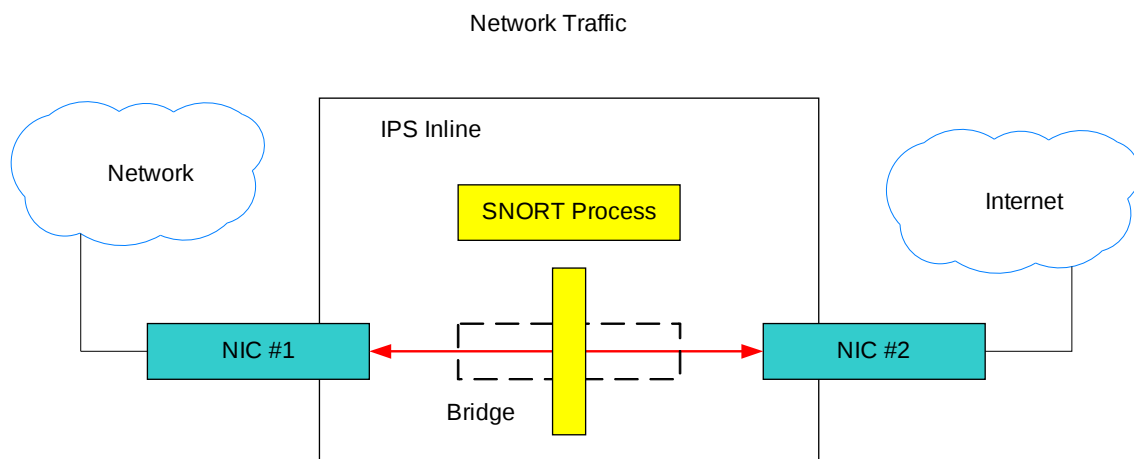 Network Traffic
IPS Inline
Network
SNORT Process
Internet
NIC #1
NIC #2
Bridge